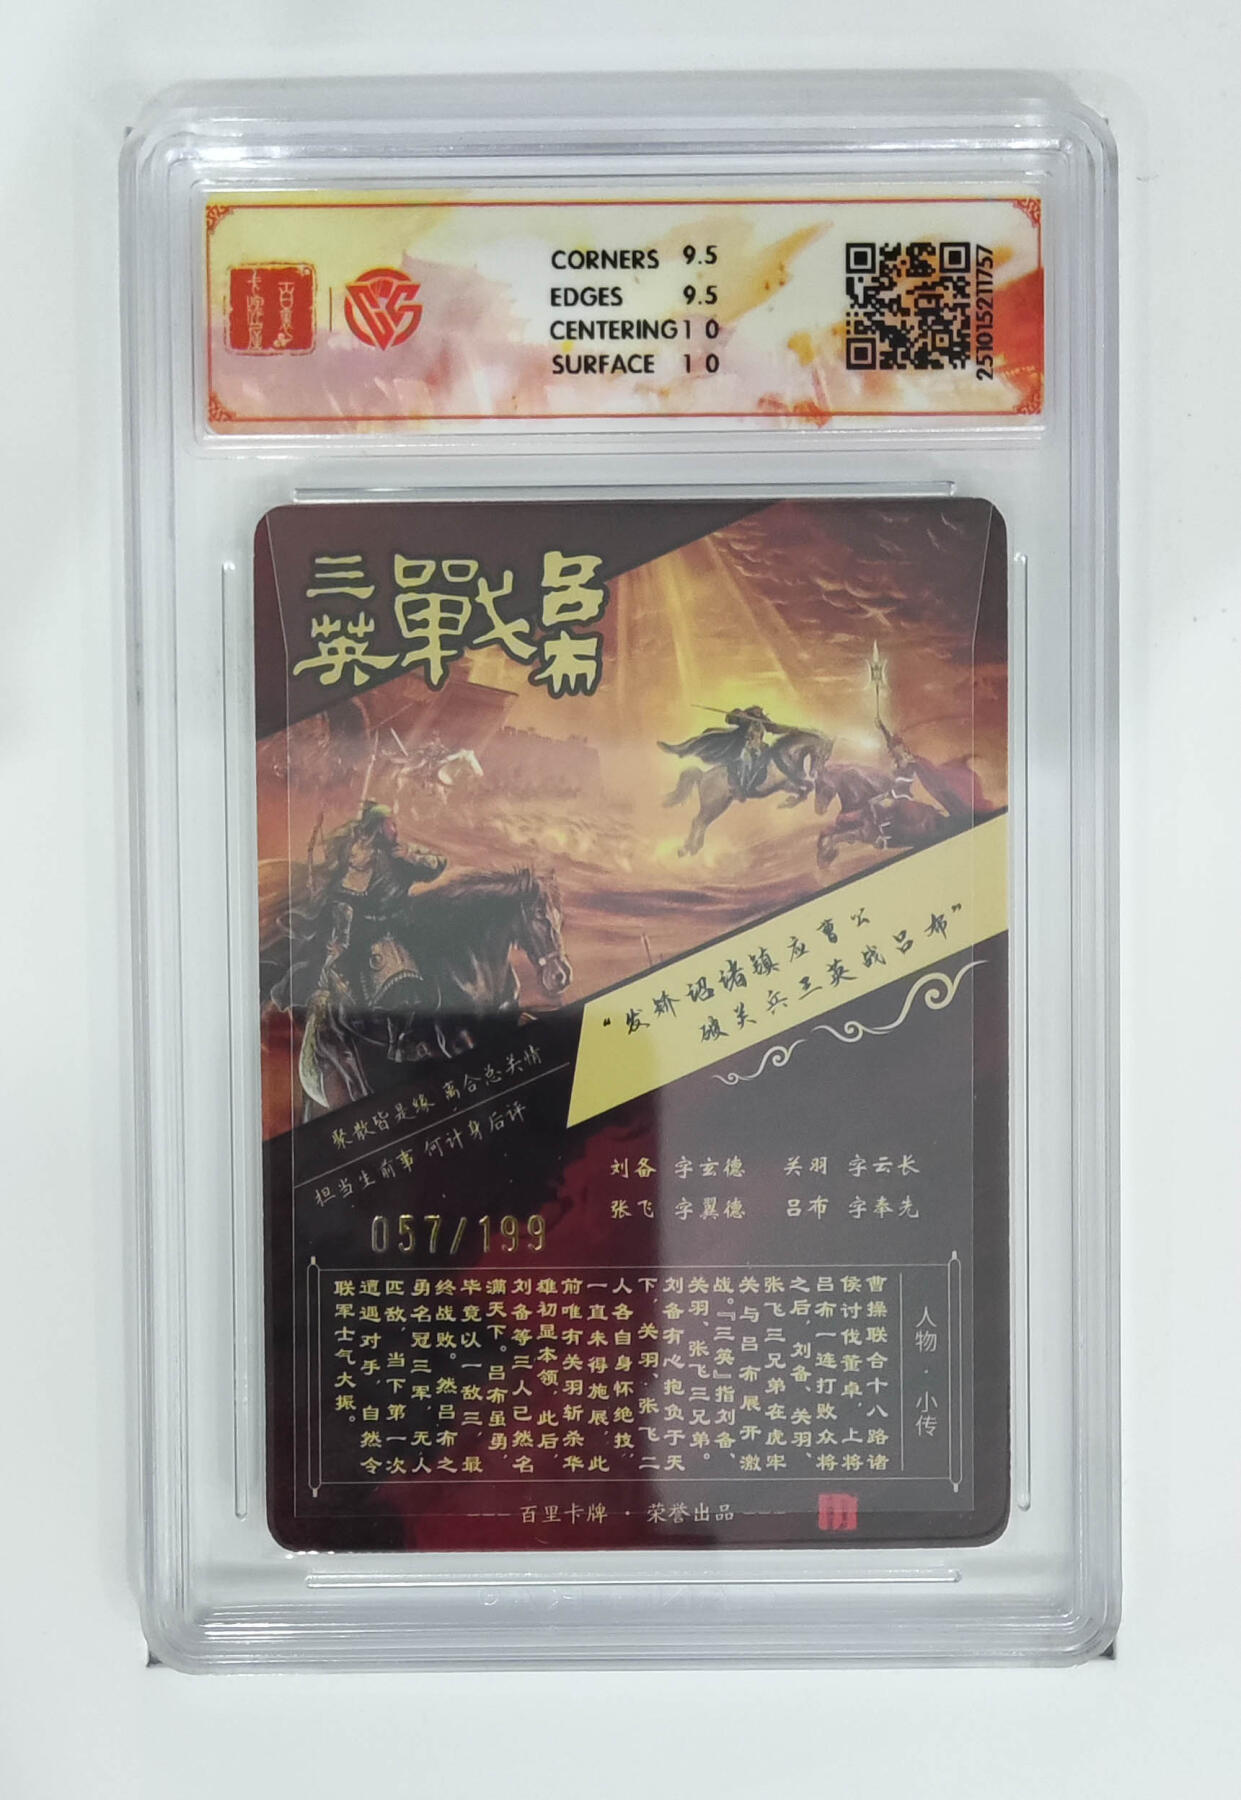 百里
卡牌屋
CCS
CORNERS 9.5
EDGES 9.5
CENTERING 10
SURFACE 10
251015211757
三英戰呂布
“发矫诏诸镇应曹公
破关兵三英战吕布”
聚散皆是缘 离合总关情
担当生前事 何计身后评
刘备 字玄德 关羽 字云长
张飞 字翼德 吕布 字奉先
057/199
人物·小传
曹操联合十八路诸
侯讨伐董卓，上将
吕布一连打败众将
之后，刘备、关羽、
张飞三兄弟在虎牢
关与吕布展开激
战。『三英』指刘备、
关羽、张飞三兄弟。
刘备有心抱负于天
下，关羽、张飞二
人各自身怀绝技，
一直未得施展，此
前唯有关羽斩杀华
雄初显本领，此后，
刘备等三人已然名
满天下。吕布虽勇，
毕竟以一敌三，最
终战败。然吕布之
勇名冠三军，无人
匹敌，当下第一次
遭遇对手，自然令
联军士气大振。
百里卡牌 · 荣誉出品